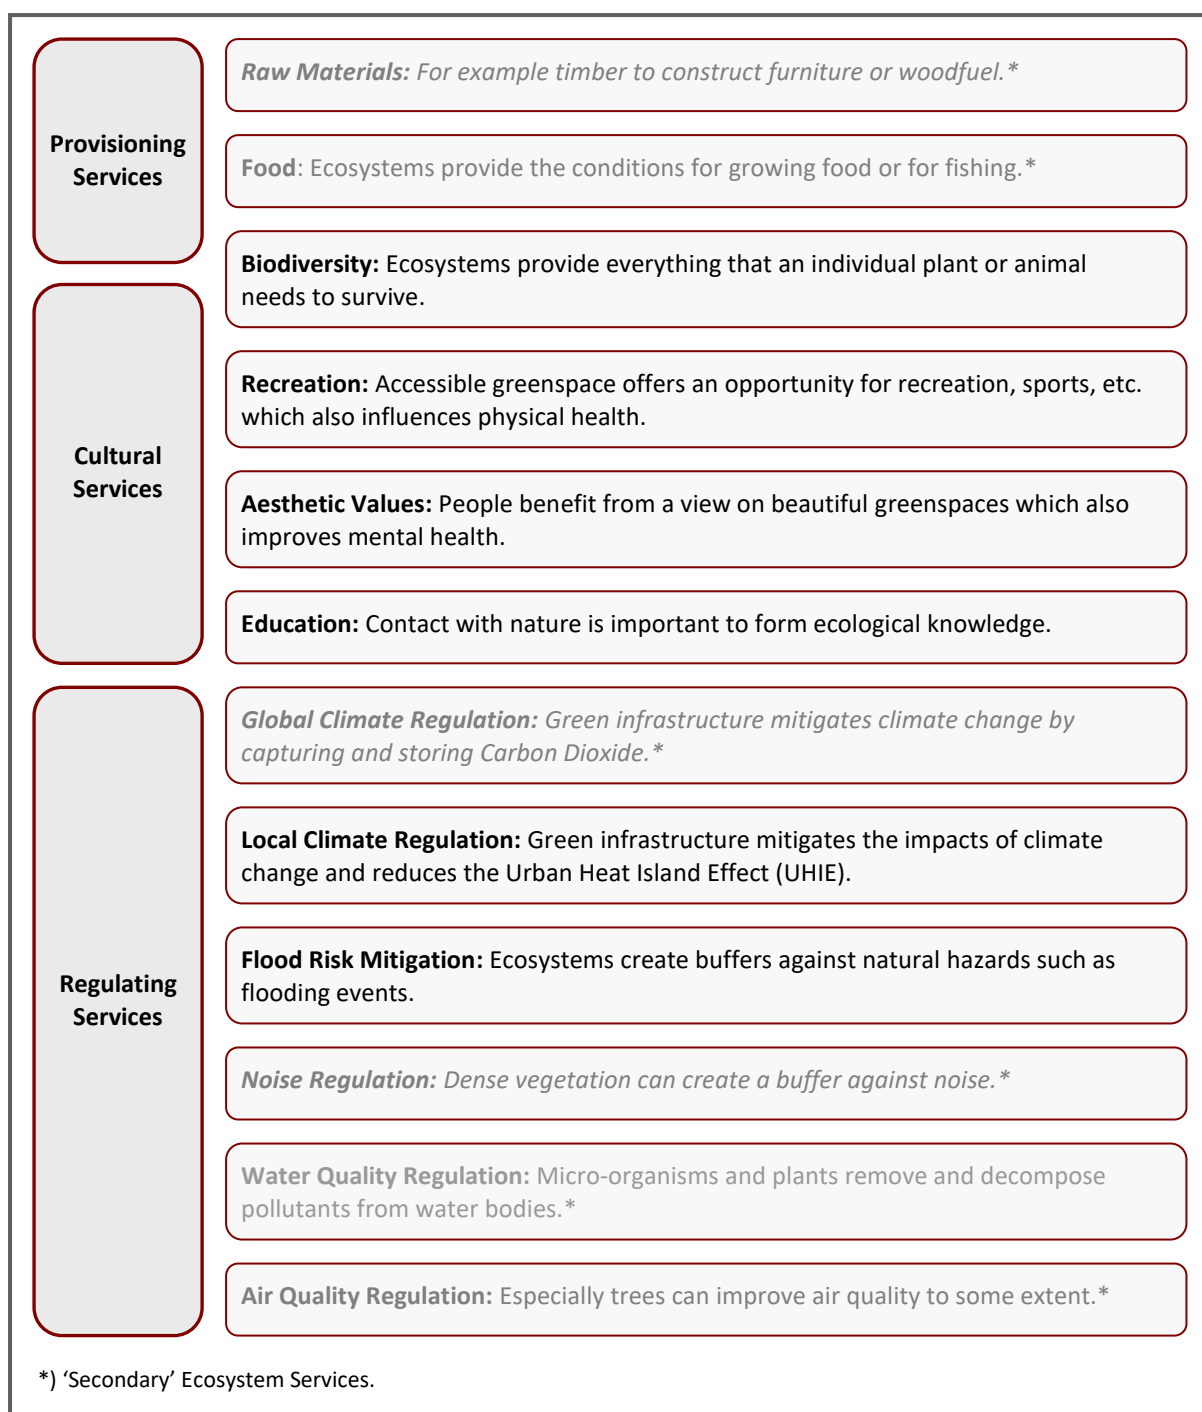 Provisioning
Services
Raw Materials: For example timber to construct furniture or woodfuel.*
Food: Ecosystems provide the conditions for growing food or for fishing.*
Biodiversity: Ecosystems provide everything that an individual plant or animal
needs to survive.
Cultural
Services
Recreation: Accessible greenspace offers an opportunity for recreation, sports, etc.
which also influences physical health.
Aesthetic Values: People benefit from a view on beautiful greenspaces which also
improves mental health.
Education: Contact with nature is important to form ecological knowledge.
Regulating
Services
Global Climate Regulation: Green infrastructure mitigates climate change by
capturing and storing Carbon Dioxide.*
Local Climate Regulation: Green infrastructure mitigates the impacts of climate
change and reduces the Urban Heat Island Effect (UHIE).
Flood Risk Mitigation: Ecosystems create buffers against natural hazards such as
flooding events.
Noise Regulation: Dense vegetation can create a buffer against noise.*
Water Quality Regulation: Micro-organisms and plants remove and decompose
pollutants from water bodies.*
Air Quality Regulation: Especially trees can improve air quality to some extent.*
*) ‘Secondary’ Ecosystem Services.